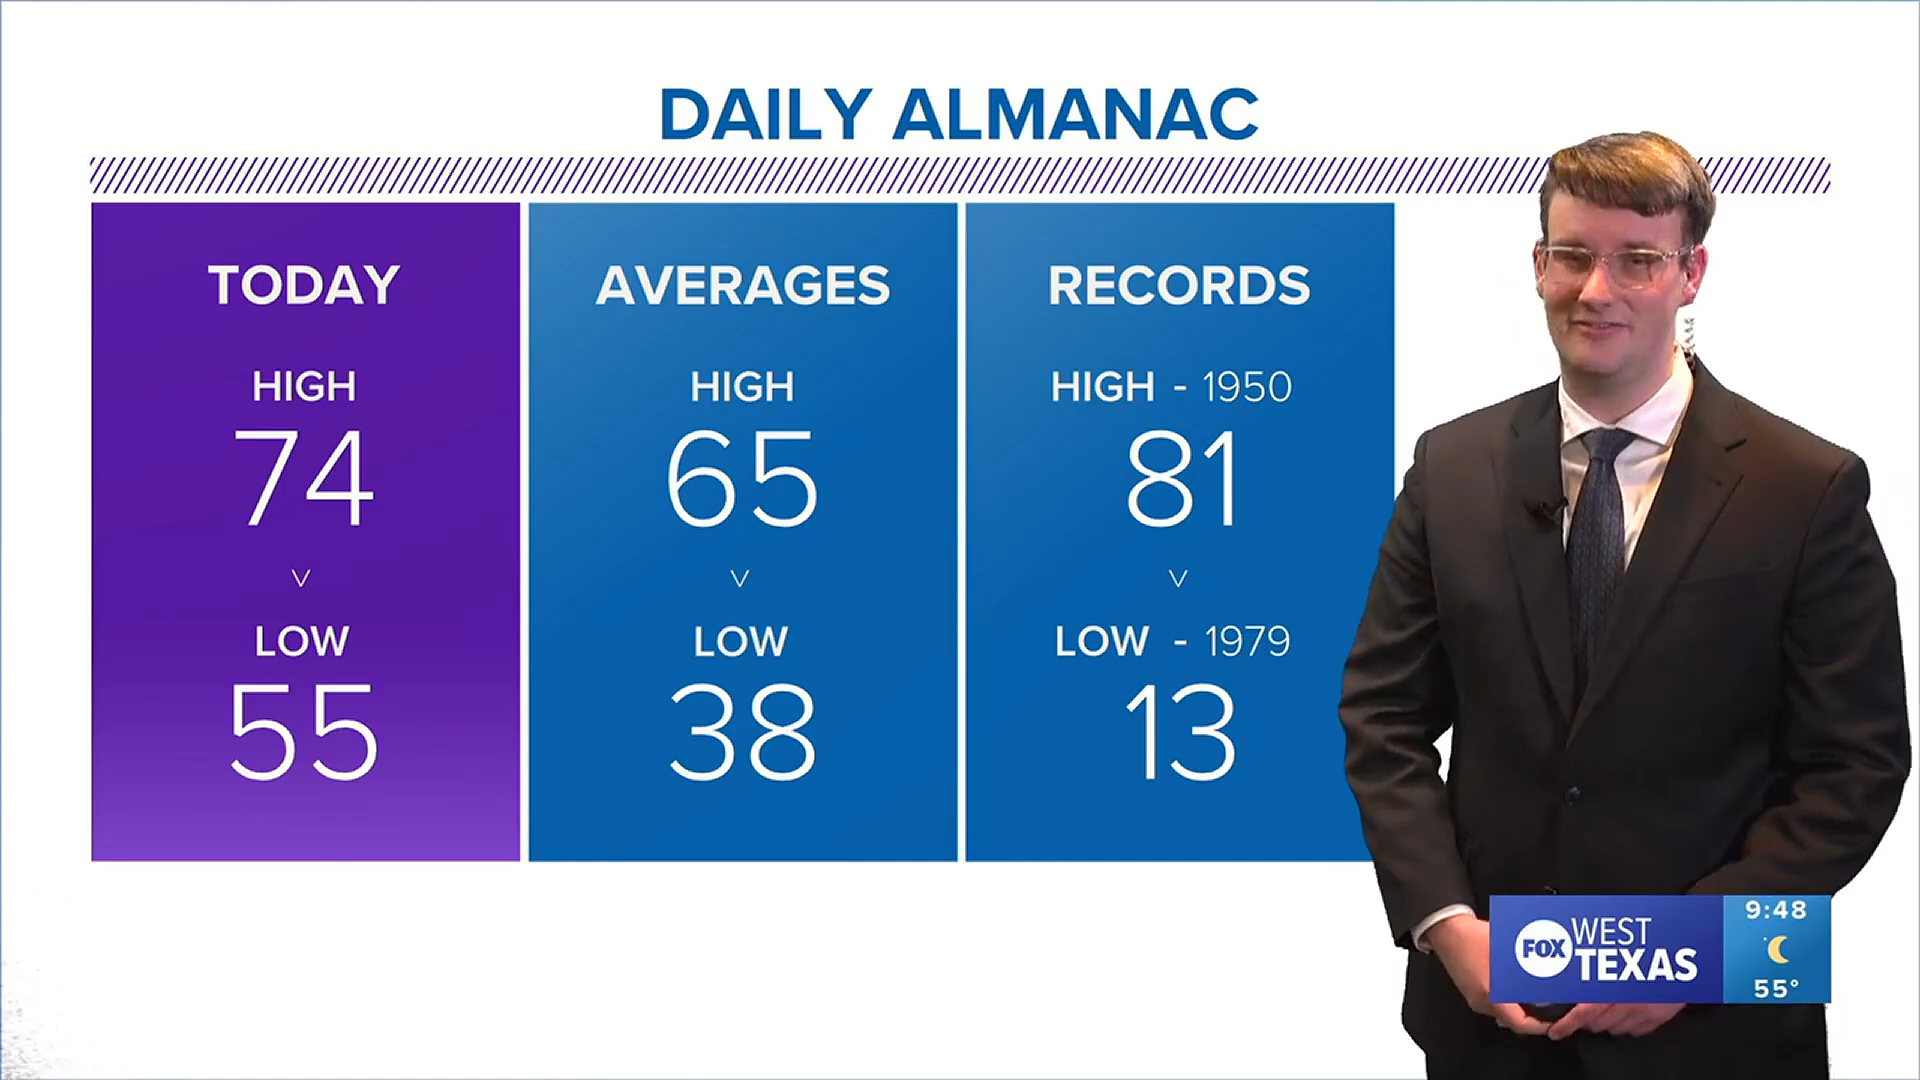 DAILY ALMANAC
TODAY
HIGH
74
LOW
55
AVERAGES
HIGH
65
LOW
38
RECORDS
HIGH - 1950
81
LOW - 1979
13
FOX
WEST
TEXAS
9:48
55°